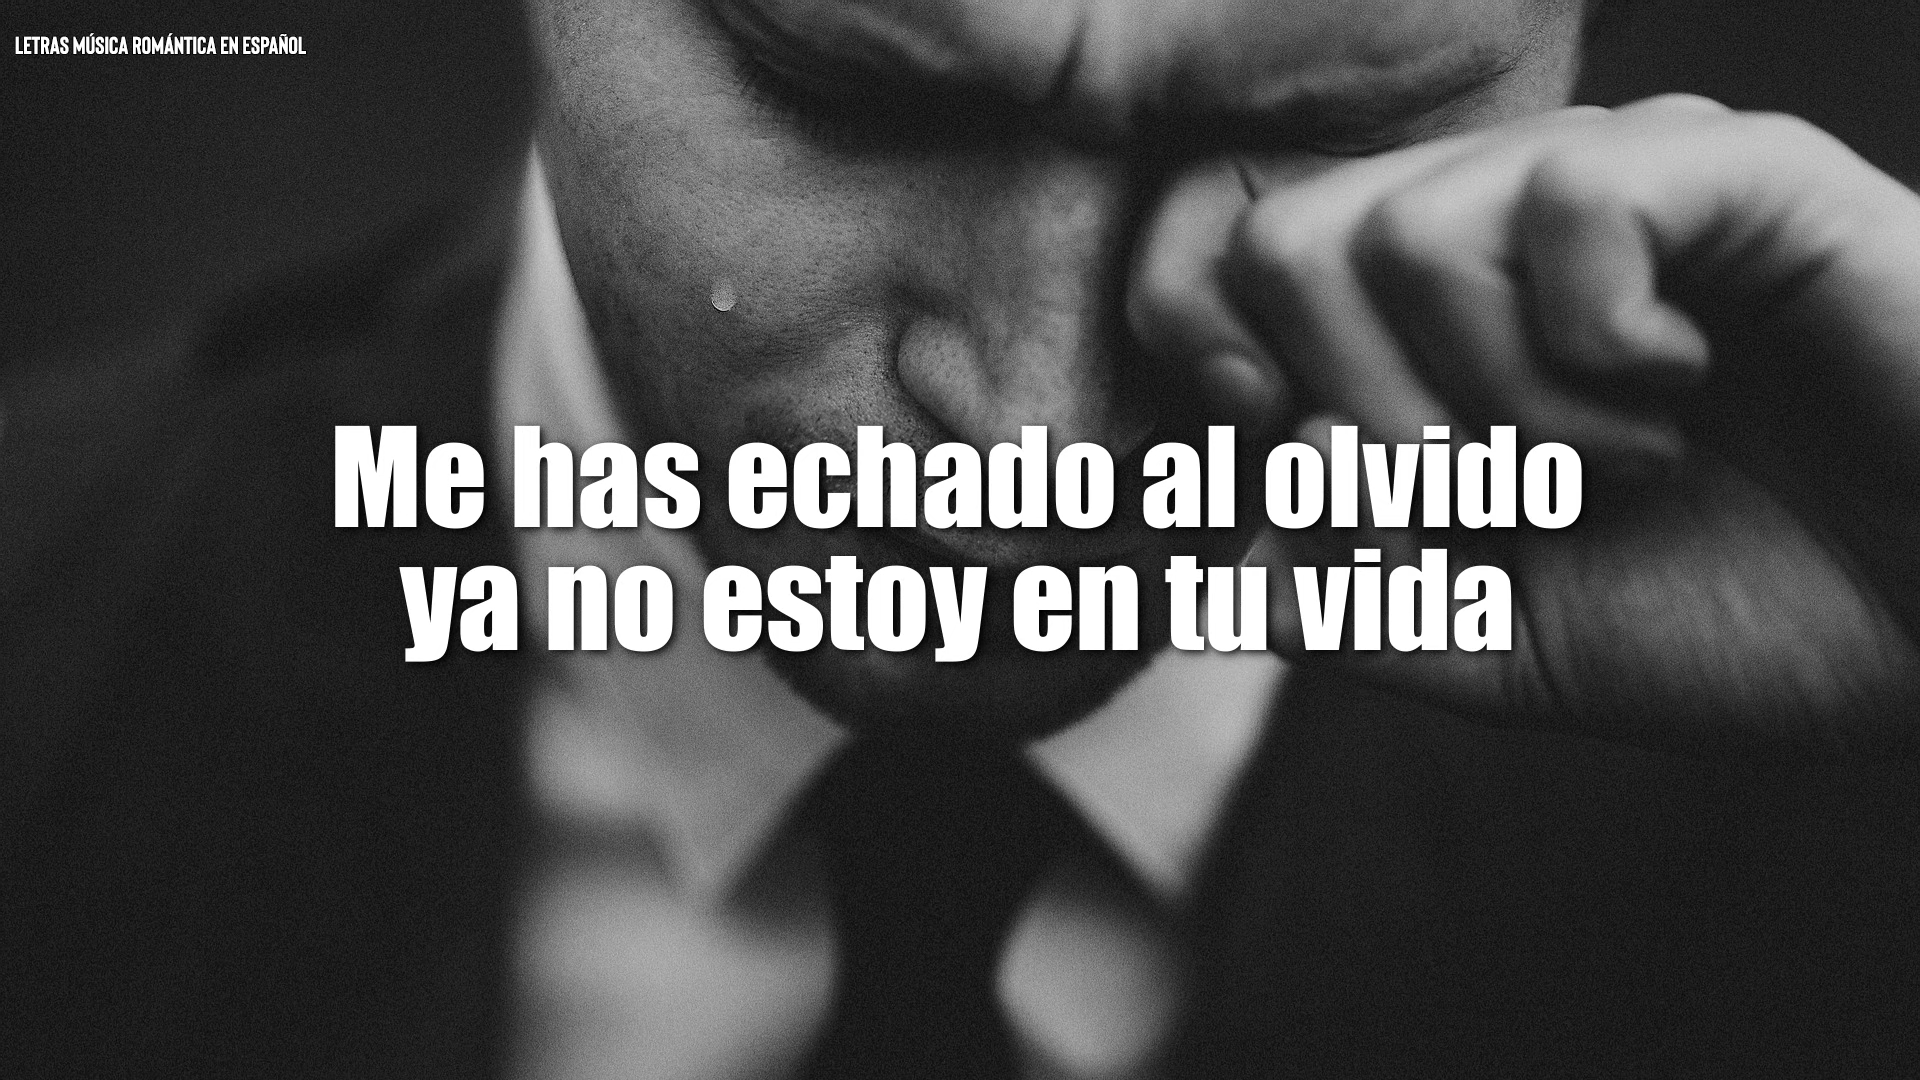 LETRAS MÚSICA ROMÁNTICA EN ESPAÑOL
Me has echado al olvido
ya no estoy en tu vida